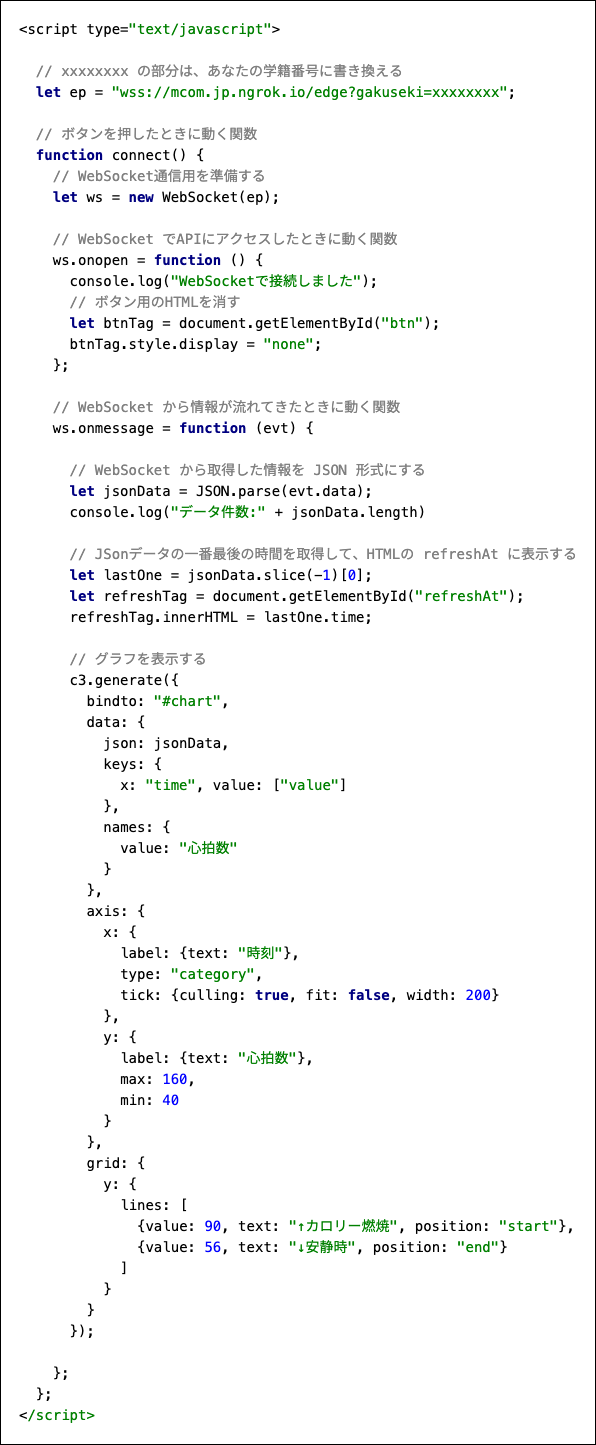 <script type="text/javascript">
// xxxxxxxx の部分は、あなたの学籍番号に書き換える
let ep = "wss://mcom.jp.ngrok.io/edge?gakuseki=xxxxxxxx";
// ボタンを押したときに動く関数
function connect() {
// WebSocket通信用を準備する
let ws = new WebSocket(ep);
// WebSocket でAPIにアクセスしたときに動く関数
ws.onopen = function () {
console.log("WebSocketで接続しました");
// ボタン用のHTMLを消す
let btnTag = document.getElementById("btn");
btnTag.style.display = "none";
};
// WebSocket から情報が流れてきたときに動く関数
ws.onmessage = function (evt) {
// WebSocket から取得した情報を JSON 形式にする
let jsonData = JSON.parse(evt.data);
console.log("データ件数:" + jsonData.length)
// JSonデータの一番最後の時間を取得して、HTMLの refreshAt に表示する
let lastOne = jsonData.slice(-1)[0];
let refreshTag = document.getElementById("refreshAt");
refreshTag.innerHTML = lastOne.time;
// グラフを表示する
c3.generate({
bindto: "#chart",
data: {
json: jsonData,
keys: {
x: "time", value: ["value"]
},
names: {
value: "心拍数"
}
},
axis: {
x: {
label: {text: "時刻"},
type: "category",
tick: {culling: true, fit: false, width: 200}
},
y: {
label: {text: "心拍数"},
max: 160,
min: 40
}
},
grid: {
y: {
lines: [
{value: 90, text: "↑カロリー燃焼", position: "start"},
{value: 56, text: "↓安静時", position: "end"}
]
}
}
});
};
};
</script>